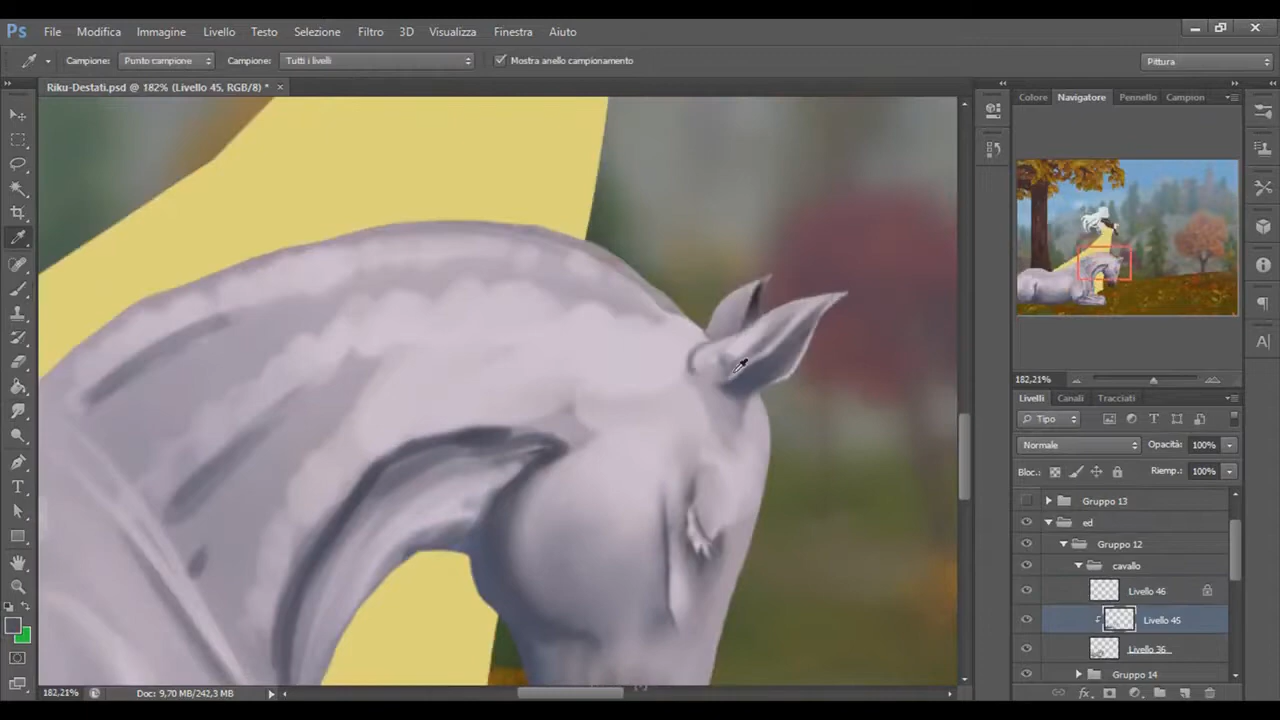 Ps File Modifica Immagine Livello Testo Selezione Filtro 3D Visualizza Finestra Aiuto
Campione: Punto campione Campione: Tutti i livelli Mostra anello campionamento Pittura
Riku-Destati.psd @ 182% (Livello 45, RGB/8) *
Colore Navigatore Pennello Campion
182,21%
Livelli Canali Tracciati
Tipo
Normale Opacità: 100%
Bloc.: Riemp.: 100%
Gruppo 13
ed
Gruppo 12
cavallo
Livello 46
Livello 45
Livello 36
Gruppo 14
182,21% Doc: 9,70 MB/242,3 MB